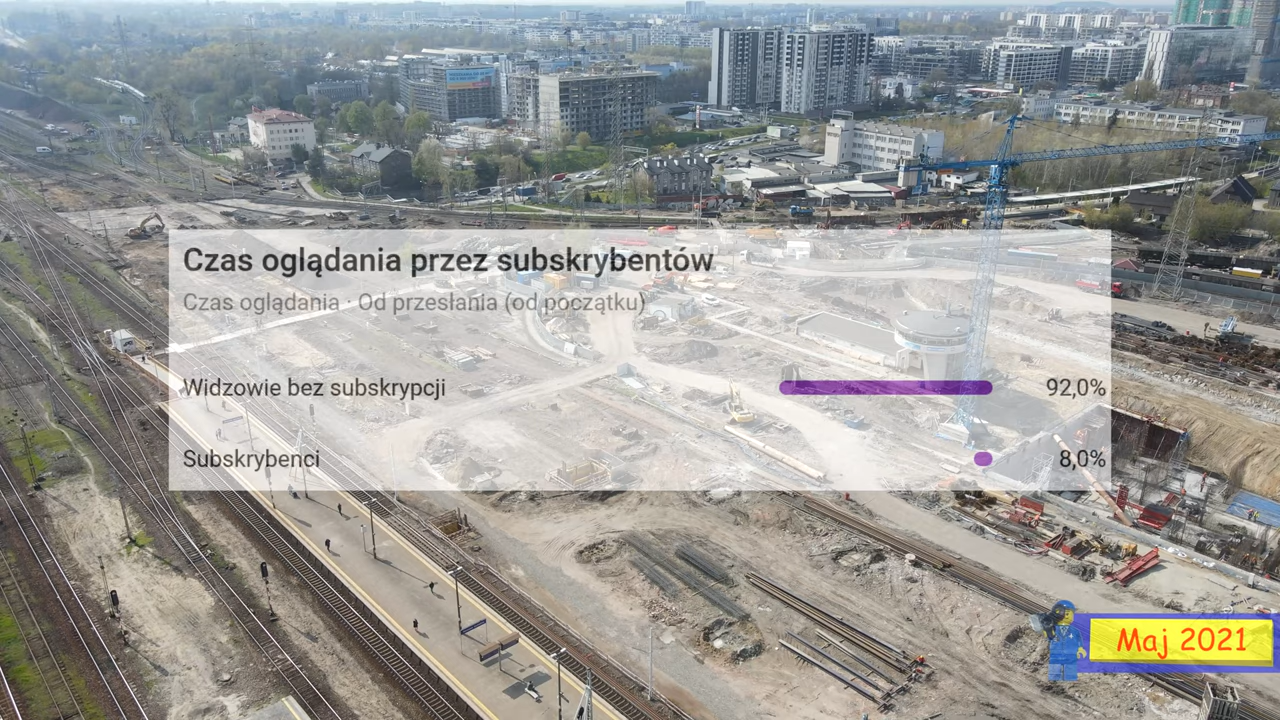 Czas oglądania przez subskrybentów
Czas oglądania · Od przesłania (od początku)
Widzowie bez subskrypcji 92,0%
Subskrybenci 8,0%
Maj 2021